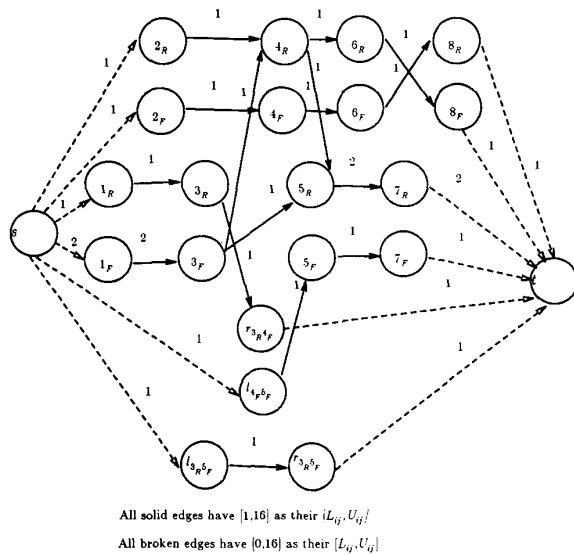 1 1 1
2_R 4_R 6_R 8_R
1 1 1 1 1 1
2_F 4_F 6_F 8_F
1 1 1 2 1 2
1_R 3_R 5_R 7_R
s 2 2 1 1 1
1_F 3_F 5_F 7_F
1 1
r_{3_R 4_F}
1 1
l_{4_F 5_F}
1 1
l_{3_R 5_F} r_{3_R 5_F}
All solid edges have [1,16] as their [L_{ij}, U_{ij}]
All broken edges have [0,16] as their [L_{ij}, U_{ij}]